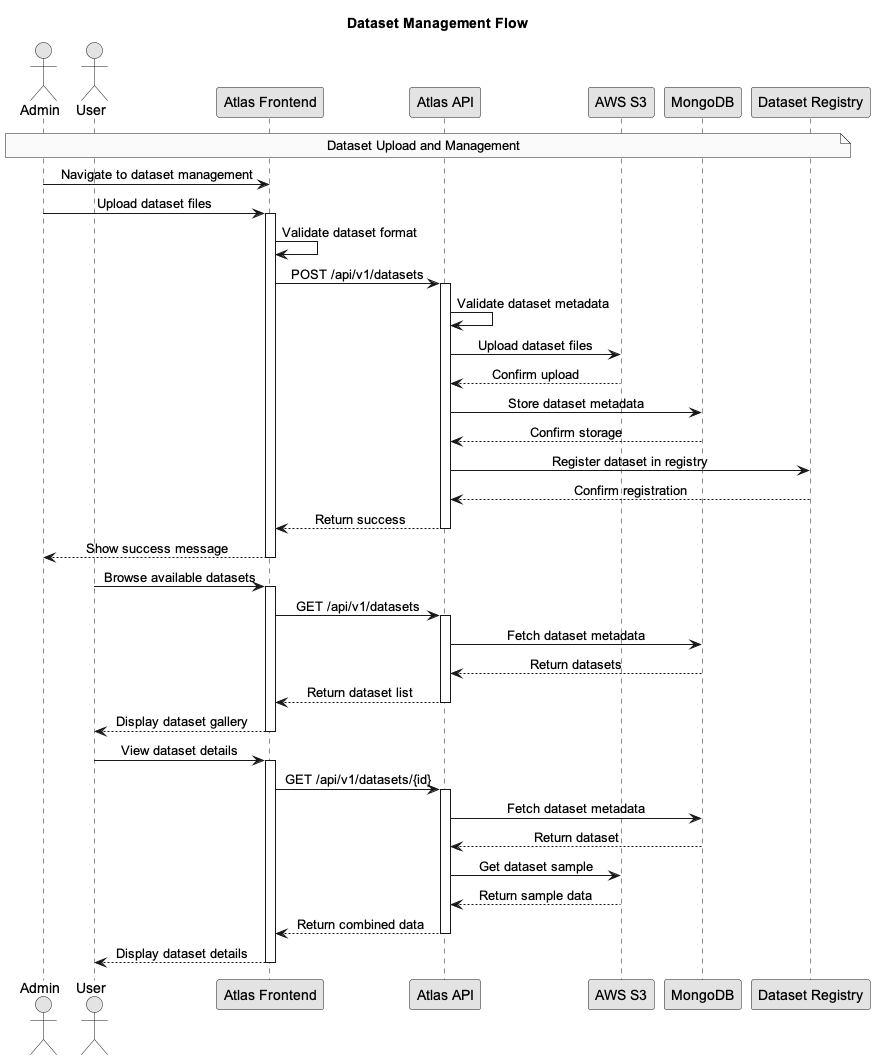 Dataset Management Flow
Admin
User
Atlas Frontend
Atlas API
AWS S3
MongoDB
Dataset Registry
Dataset Upload and Management
Navigate to dataset management
Upload dataset files
Validate dataset format
POST /api/v1/datasets
Validate dataset metadata
Upload dataset files
Confirm upload
Store dataset metadata
Confirm storage
Register dataset in registry
Confirm registration
Return success
Show success message
Browse available datasets
GET /api/v1/datasets
Fetch dataset metadata
Return datasets
Return dataset list
Display dataset gallery
View dataset details
GET /api/v1/datasets/{id}
Fetch dataset metadata
Return dataset
Get dataset sample
Return sample data
Return combined data
Display dataset details
Admin
User
Atlas Frontend
Atlas API
AWS S3
MongoDB
Dataset Registry